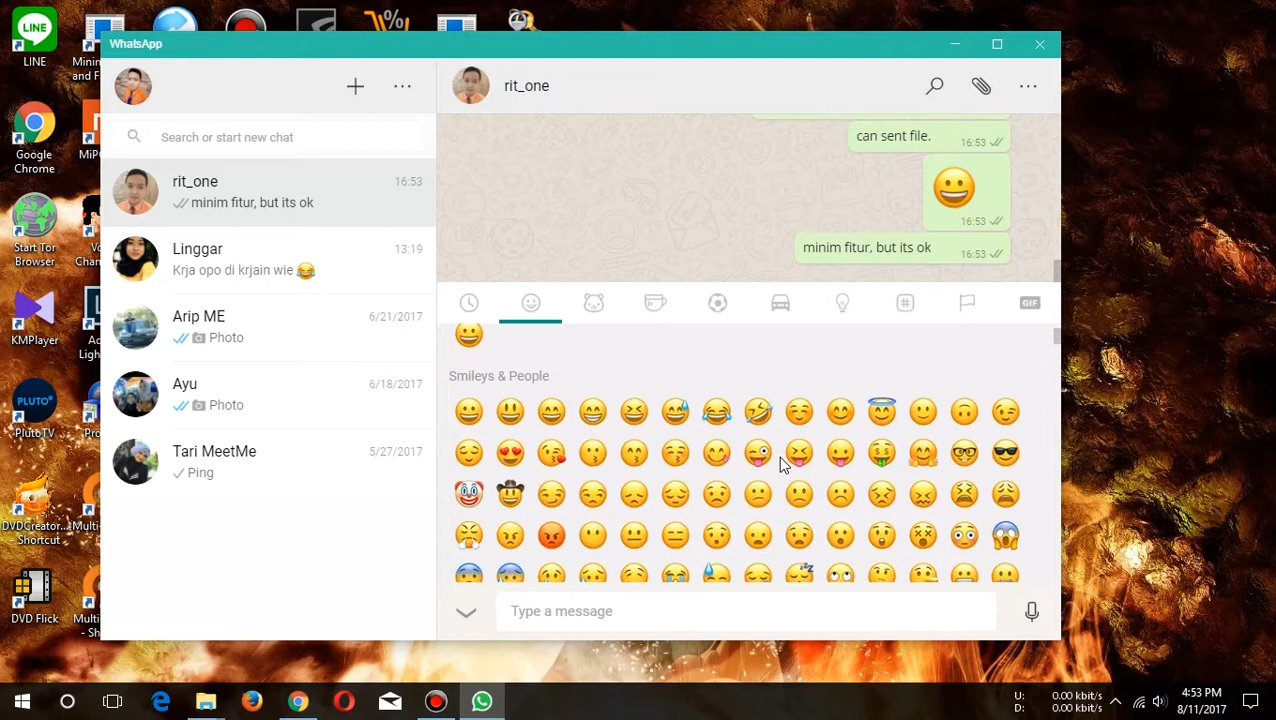 LINE
Google
Chrome
Start Tor
Browser
KMPlayer
PlutoTV
DVDCreator...
- Shortcut
DVD Flick
WhatsApp
rit_one
Search or start new chat
rit_one
16:53
minim fitur, but its ok
Linggar
13:19
Krja opo di krjain wie 😂
Arip ME
6/21/2017
Photo
Ayu
6/18/2017
Photo
Tari MeetMe
5/27/2017
Ping
can sent file.
16:53
16:53
minim fitur, but its ok
16:53
GIF
Smileys & People
Type a message
U: 0.00 kbit/s
D: 0.00 kbit/s
4:53 PM
8/11/2017